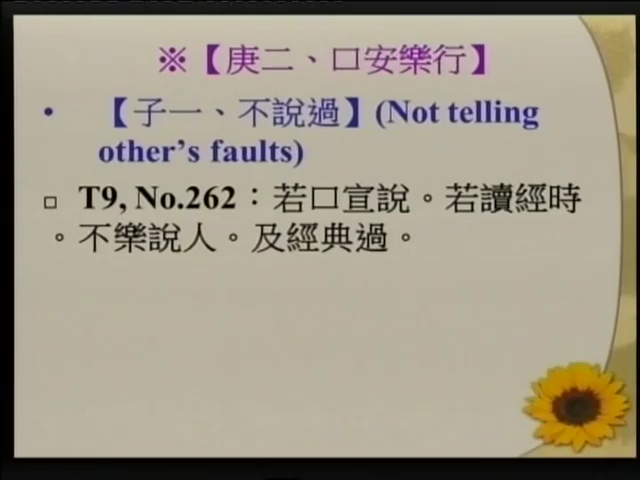 ※【庚二、口安樂行】
• 【子一、不說過】(Not telling
other’s faults)
□ T9, No.262：若口宣說。若讀經時
。不樂說人。及經典過。